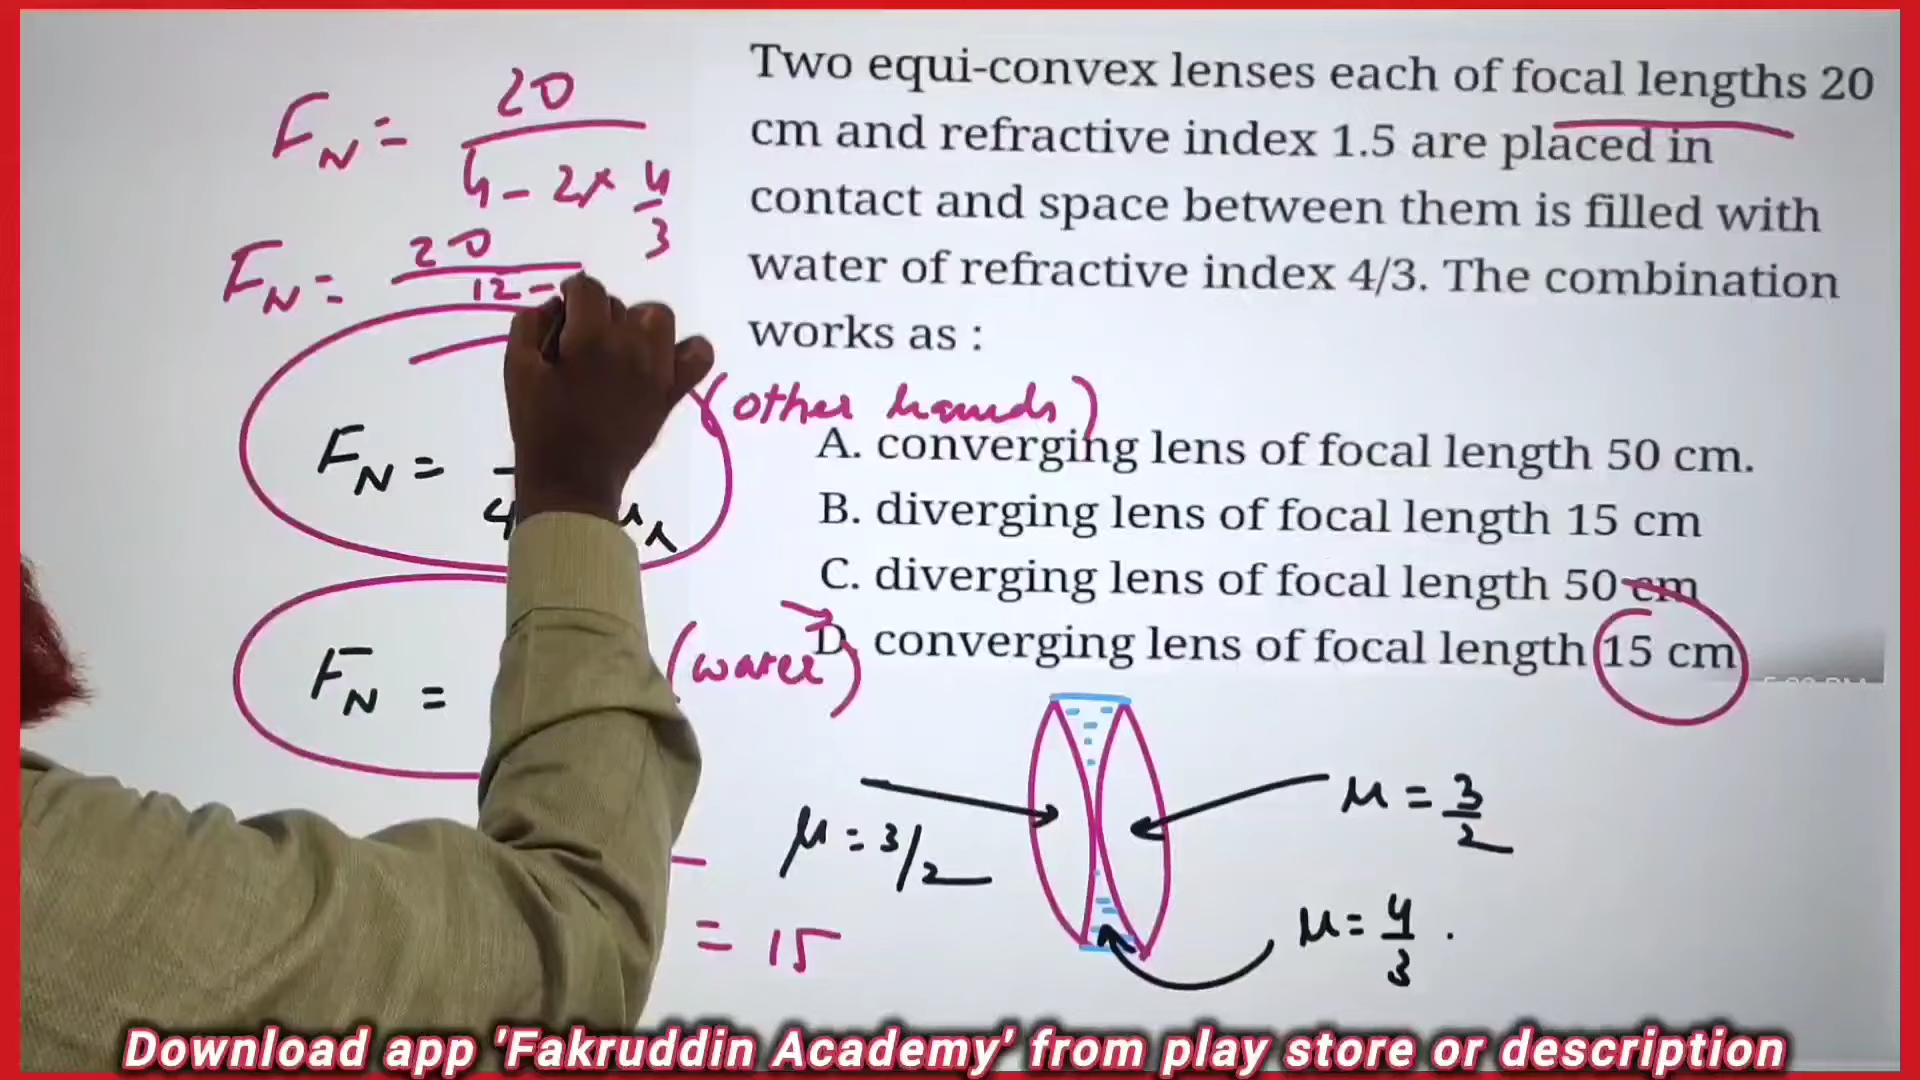 Two equi-convex lenses each of focal lengths 20
cm and refractive index 1.5 are placed in
contact and space between them is filled with
water of refractive index 4/3. The combination
works as :
A. converging lens of focal length 50 cm.
B. diverging lens of focal length 15 cm
C. diverging lens of focal length 50 cm
D. converging lens of focal length 15 cm
F_N = 20 / (4 - 2 × 4/3)
F_N = 20 / 12 -
(other liquids)
F_N =
4
F_N =
(water)
= 15
μ = 3/2
μ = 3/2
μ = 4/3 .
Download app 'Fakruddin Academy' from play store or description